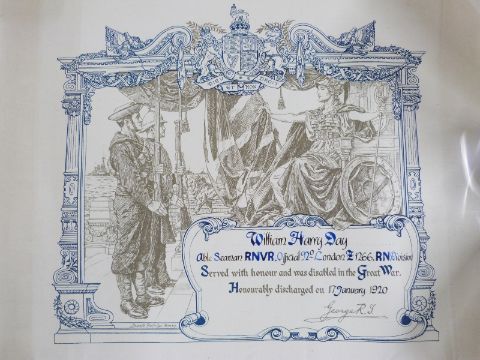 William Harry Day
Able Seaman RNVR. Official No. London Z 1266, RN Division
Served with honour and was disabled in the Great War.
Honourably discharged on 17 January 1920
George R.I.